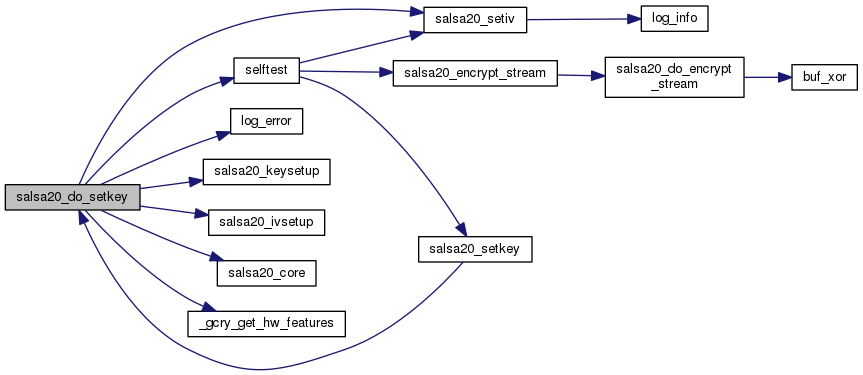 salsa20_setiv
log_info
selftest
salsa20_encrypt_stream
salsa20_do_encrypt
_stream
buf_xor
log_error
salsa20_keysetup
salsa20_do_setkey
salsa20_ivsetup
salsa20_setkey
salsa20_core
_gcry_get_hw_features